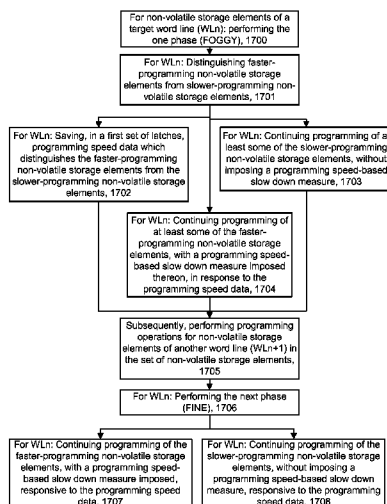 For non-volatile storage elements of a
target word line (WLn): performing the
one phase (FOGGY), 1700
For WLn: Distinguishing faster-
programming non-volatile storage
elements from slower-programming non-
volatile storage elements, 1701
For WLn: Saving, in a first set of latches,
programming speed data which
distinguishes the faster-programming
non-volatile storage elements from the
slower-programming non-volatile storage
elements, 1702
For WLn: Continuing programming of a
least some of the slower-programming
non-volatile storage elements, without
imposing a programming speed-based
slow down measure, 1703
For WLn: Continuing programming of
at least some of the faster-
programming non-volatile storage
elements, with a programming speed-
based slow down measure imposed
thereon, in response to the
programming speed data, 1704
Subsequently, performing programming
operations for non-volatile storage
elements of another word line (WLn+1) in
the set of non-volatile storage elements,
1705
For WLn: Performing the next phase
(FINE), 1706
For WLn: Continuing programming of the
faster-programming non-volatile storage
elements, with a programming speed-
based slow down measure imposed,
responsive to the programming speed
data, 1707
For WLn: Continuing programming of the
slower-programming non-volatile storage
elements, without imposing a
programming speed-based slow down
measure, responsive to the programming
speed data, 1708